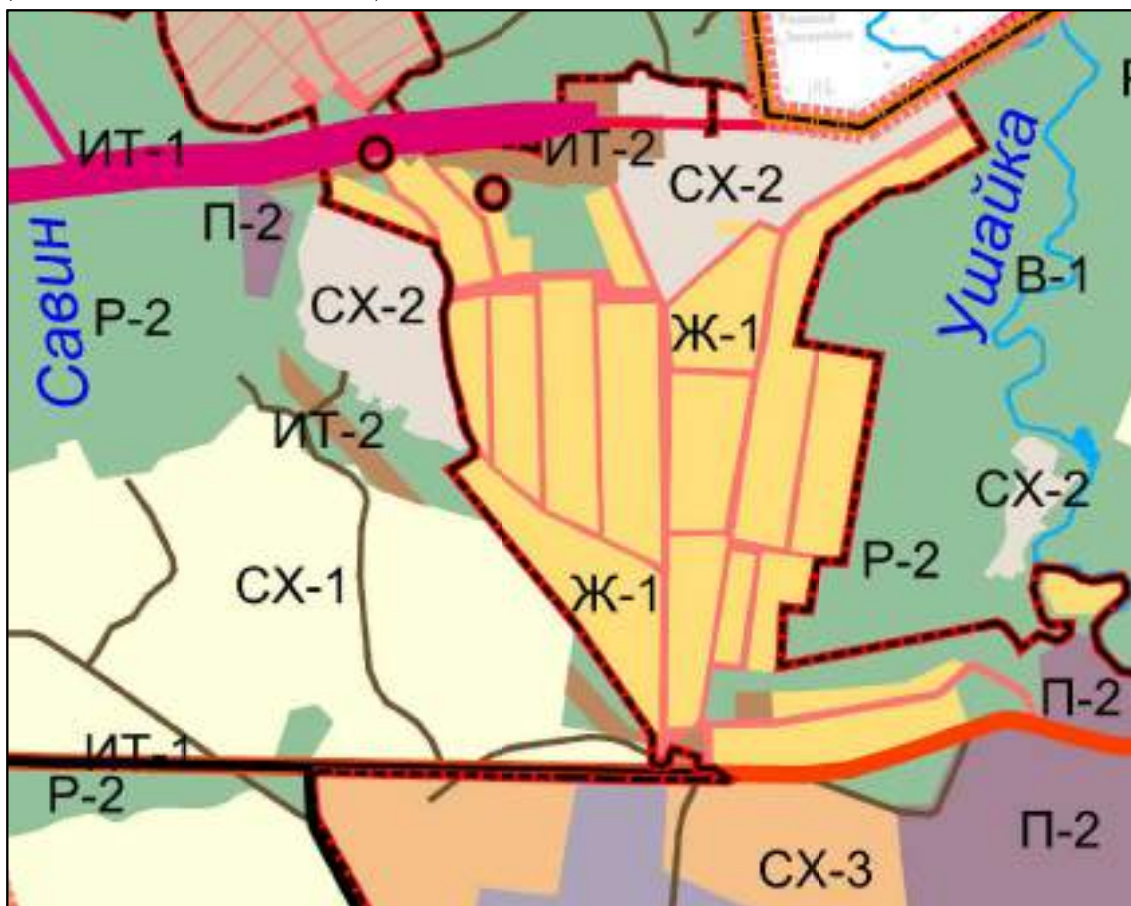 ИТ-1
ИТ-2
СХ-2
П-2
Савин
Р-2
СХ-2
Ж-1
Ушайка
В-1
ИТ-2
СХ-2
СХ-1
Ж-1
Р-2
П-2
ИТ-1
Р-2
П-2
СХ-3